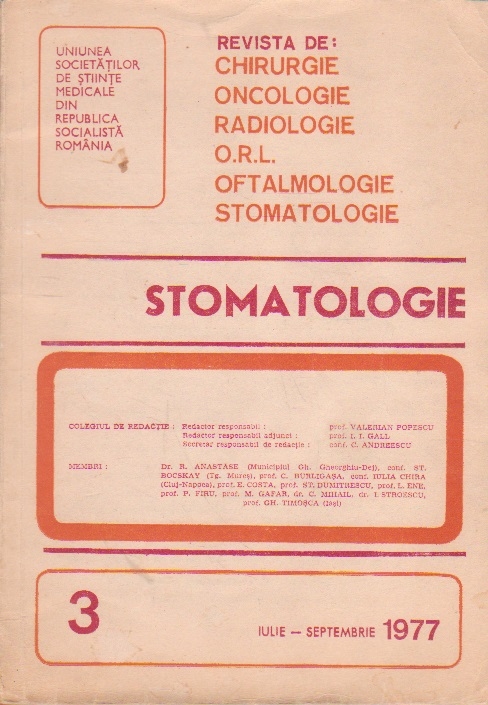 UNIUNEA
SOCIETĂȚILOR
DE ȘTIINȚE
MEDICALE
DIN
REPUBLICA
SOCIALISTĂ
ROMÂNIA
REVISTA DE:
CHIRURGIE
ONCOLOGIE
RADIOLOGIE
O.R.L.
OFTALMOLOGIE
STOMATOLOGIE
STOMATOLOGIE
COLEGIUL DE REDACȚIE : Redactor responsabil : prof. VALERIAN POPESCU
Redactor responsabil adjunct : prof. I. I. GALL
Secretar responsabil de redacție : conf. C. ANDREESCU
MEMBRI : Dr. R. ANASTASE (Municipiul Gh. Gheorghiu-Dej), conf. ST.
BOCSKAY (Tg. Mureș), prof. C. BURLIGAȘA, conf. IULIA CHIRA
(Cluj-Napoca), prof. E. COSTA, prof. ST. DUMITRESCU, prof. L. ENE,
prof. P. FIRU, prof. M. GAFAR, dr. C. MIHAIL, dr. I. STROESCU,
prof. GH. TIMOȘCA (Iași)
3
IULIE — SEPTEMBRIE 1977